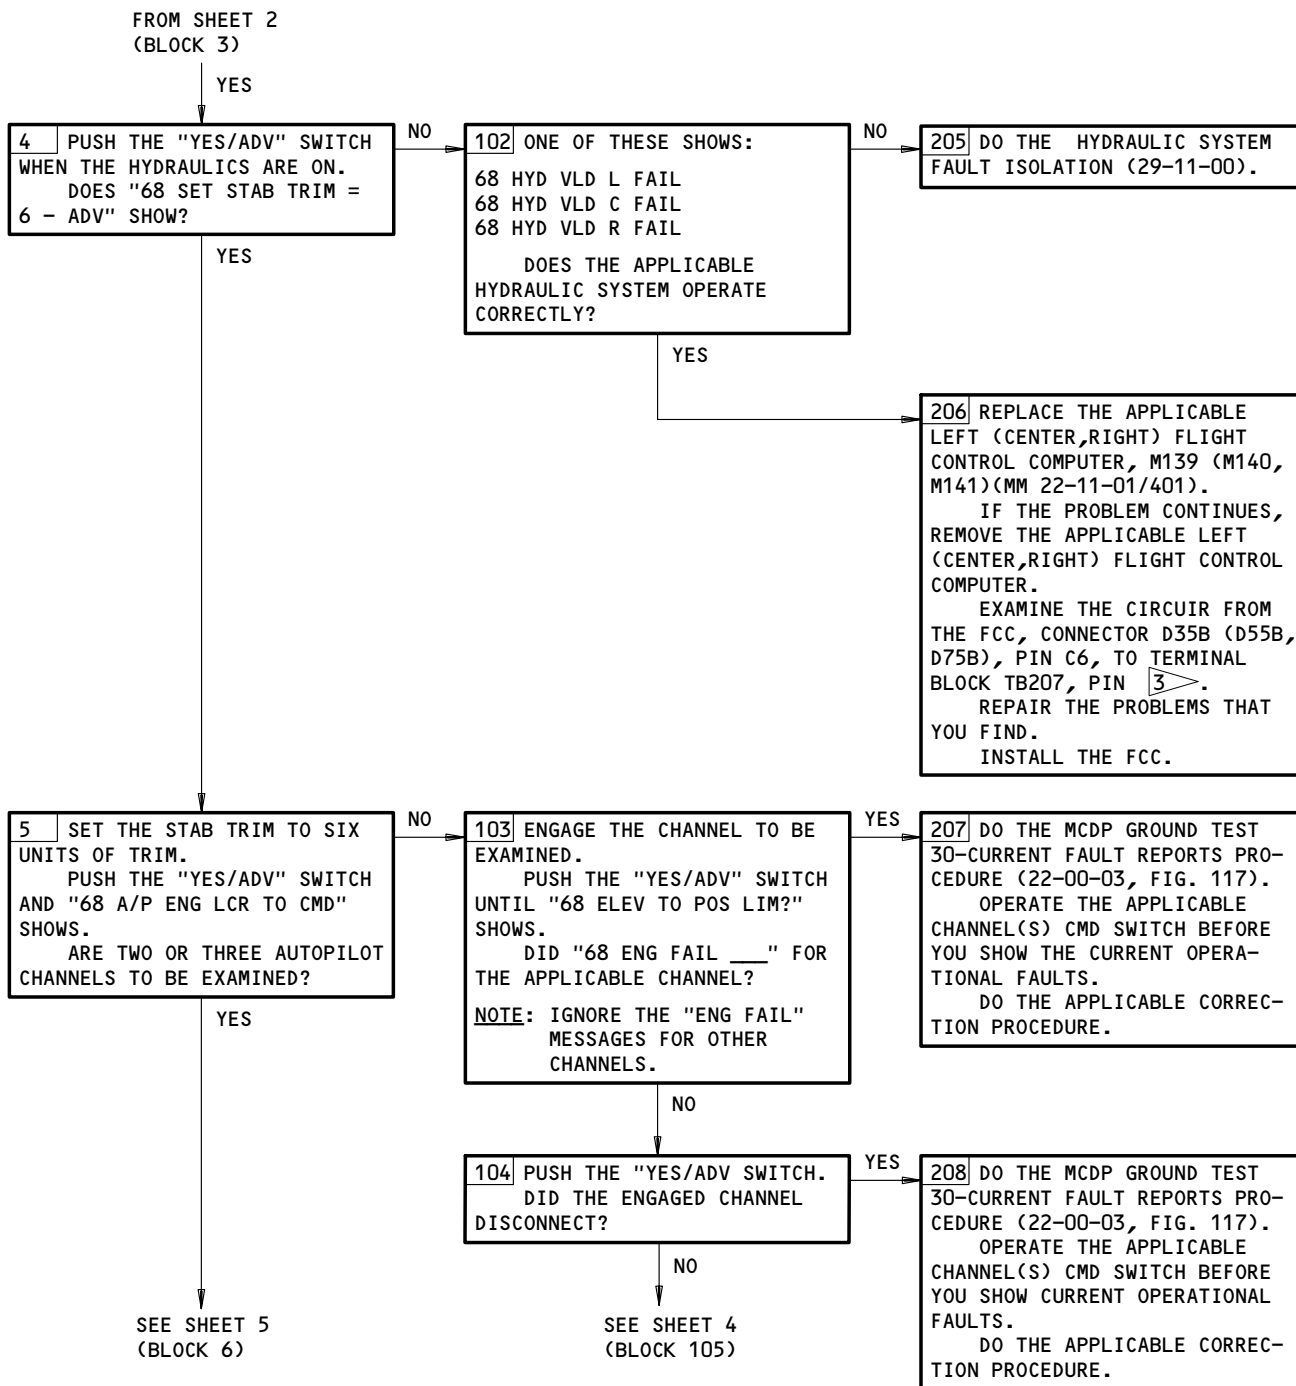 FROM SHEET 2
(BLOCK 3)
YES
4 PUSH THE "YES/ADV" SWITCH
WHEN THE HYDRAULICS ARE ON.
DOES "68 SET STAB TRIM =
6 – ADV" SHOW?
NO
102 ONE OF THESE SHOWS:
68 HYD VLD L FAIL
68 HYD VLD C FAIL
68 HYD VLD R FAIL
DOES THE APPLICABLE
HYDRAULIC SYSTEM OPERATE
CORRECTLY?
NO
205 DO THE HYDRAULIC SYSTEM
FAULT ISOLATION (29-11-00).
YES
YES
206 REPLACE THE APPLICABLE
LEFT (CENTER,RIGHT) FLIGHT
CONTROL COMPUTER, M139 (M140,
M141)(MM 22-11-01/401).
IF THE PROBLEM CONTINUES,
REMOVE THE APPLICABLE LEFT
(CENTER,RIGHT) FLIGHT CONTROL
COMPUTER.
EXAMINE THE CIRCUIR FROM
THE FCC, CONNECTOR D35B (D55B,
D75B), PIN C6, TO TERMINAL
BLOCK TB207, PIN 3 .
REPAIR THE PROBLEMS THAT
YOU FIND.
INSTALL THE FCC.
5 SET THE STAB TRIM TO SIX
UNITS OF TRIM.
PUSH THE "YES/ADV" SWITCH
AND "68 A/P ENG LCR TO CMD"
SHOWS.
ARE TWO OR THREE AUTOPILOT
CHANNELS TO BE EXAMINED?
NO
103 ENGAGE THE CHANNEL TO BE
EXAMINED.
PUSH THE "YES/ADV" SWITCH
UNTIL "68 ELEV TO POS LIM?"
SHOWS.
DID "68 ENG FAIL ___" FOR
THE APPLICABLE CHANNEL?
NOTE: IGNORE THE "ENG FAIL"
MESSAGES FOR OTHER
CHANNELS.
YES
207 DO THE MCDP GROUND TEST
30-CURRENT FAULT REPORTS PRO-
CEDURE (22-00-03, FIG. 117).
OPERATE THE APPLICABLE
CHANNEL(S) CMD SWITCH BEFORE
YOU SHOW THE CURRENT OPERA-
TIONAL FAULTS.
DO THE APPLICABLE CORREC-
TION PROCEDURE.
YES
NO
104 PUSH THE "YES/ADV SWITCH.
DID THE ENGAGED CHANNEL
DISCONNECT?
YES
208 DO THE MCDP GROUND TEST
30-CURRENT FAULT REPORTS PRO-
CEDURE (22-00-03, FIG. 117).
OPERATE THE APPLICABLE
CHANNEL(S) CMD SWITCH BEFORE
YOU SHOW CURRENT OPERATIONAL
FAULTS.
DO THE APPLICABLE CORREC-
TION PROCEDURE.
NO
SEE SHEET 5
(BLOCK 6)
SEE SHEET 4
(BLOCK 105)